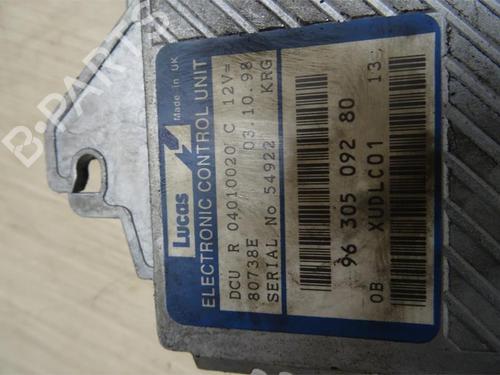 Made in UK
Lucas
ELECTRONIC CONTROL UNIT
DCU R 04010020 C 12V=
80738E 03.10.98
SERIAL No 54922 KRG
96 305 092 80 13
0B XUDLC01
B-PARTS